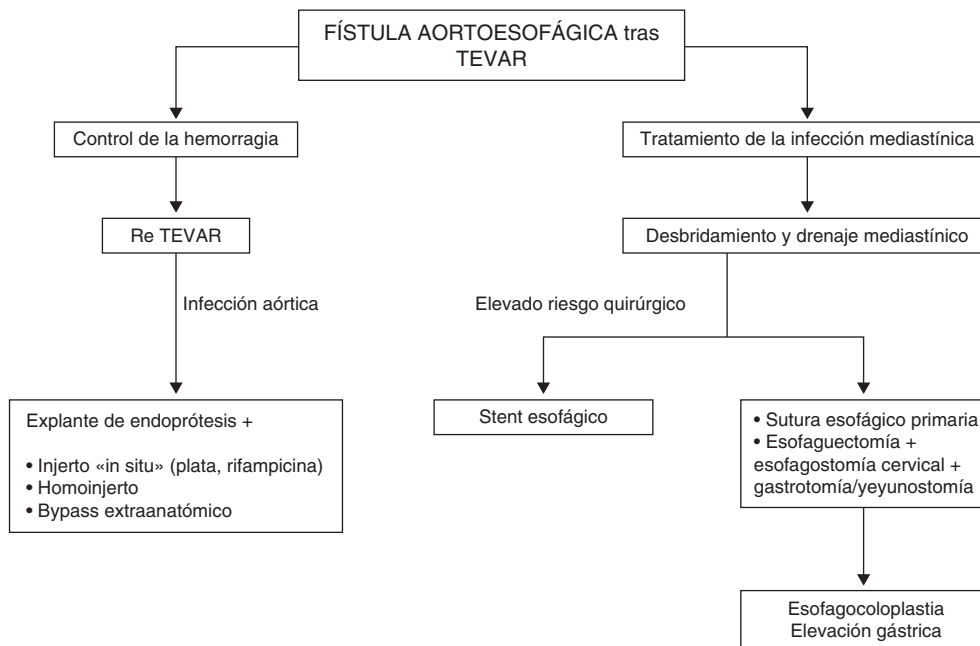 FÍSTULA AORTOESOFÁGICA tras
TEVAR
Control de la hemorragia
Tratamiento de la infección mediastínica
Re TEVAR
Desbridamiento y drenaje mediastínico
Infección aórtica
Elevado riesgo quirúrgico
Explante de endoprótesis +
• Injerto «in situ» (plata, rifampicina)
• Homoinjerto
• Bypass extraanatómico
Stent esofágico
• Sutura esofágico primaria
• Esofaguectomía +
esofagostomía cervical +
gastrotomía/yeyunostomía
Esofagocoloplastia
Elevación gástrica